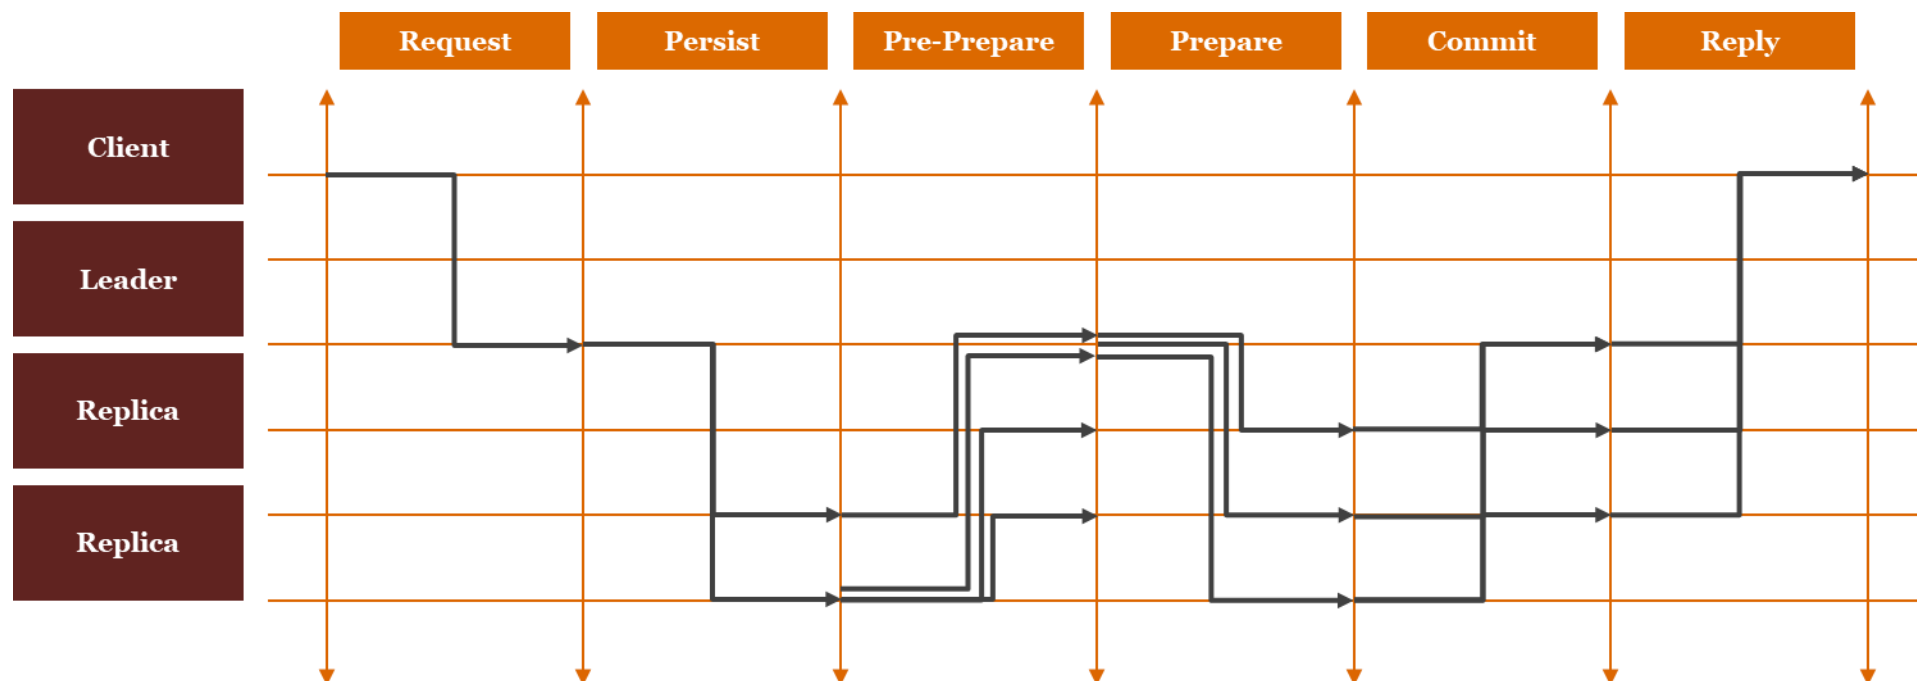 Request
Persist
Pre-Prepare
Prepare
Commit
Reply
Client
Leader
Replica
Replica